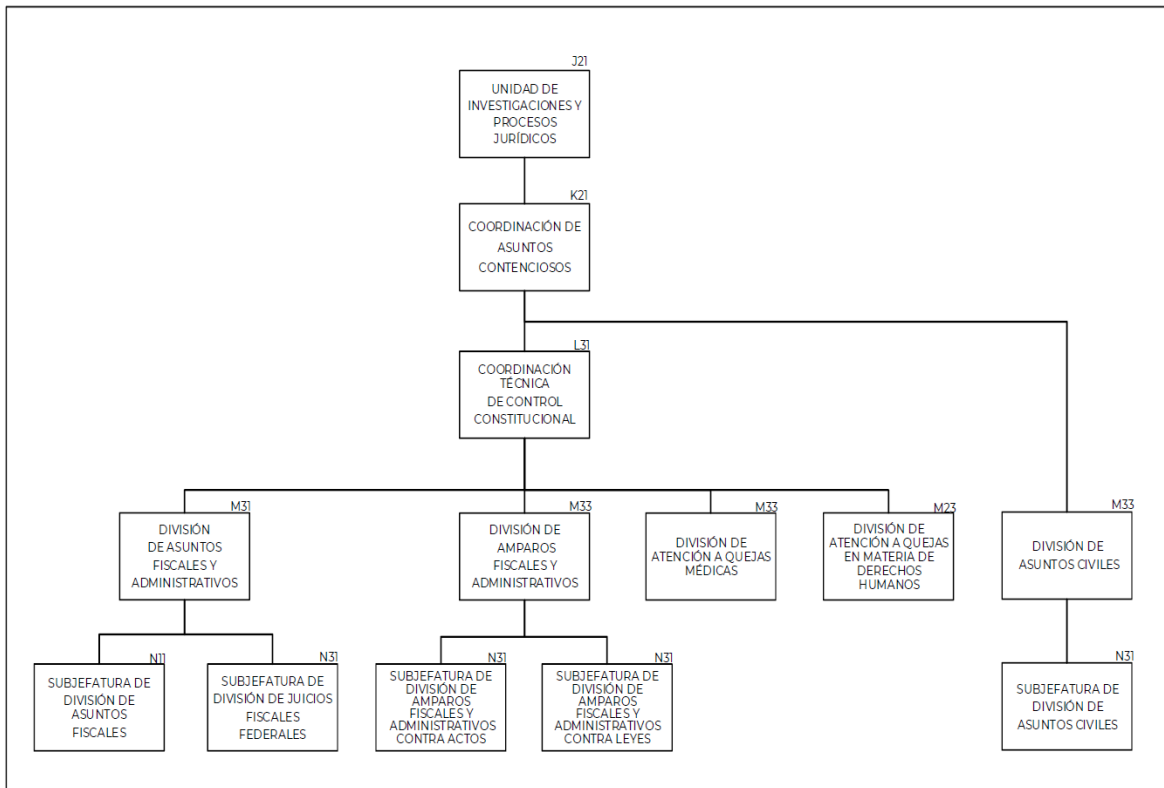 J21
UNIDAD DE
INVESTIGACIONES Y
PROCESOS
JURÍDICOS
K21
COORDINACIÓN DE
ASUNTOS
CONTENCIOSOS
L31
COORDINACIÓN
TÉCNICA
DE CONTROL
CONSTITUCIONAL
M31
DIVISIÓN
DE ASUNTOS
FISCALES Y
ADMINISTRATIVOS
M33
DIVISIÓN DE
AMPAROS
FISCALES Y
ADMINISTRATIVOS
M33
DIVISIÓN DE
ATENCIÓN A QUEJAS
MÉDICAS
M23
DIVISIÓN DE
ATENCIÓN A QUEJAS
EN MATERIA DE
DERECHOS
HUMANOS
M33
DIVISIÓN DE
ASUNTOS CIVILES
N11
SUBJEFATURA DE
DIVISIÓN DE
ASUNTOS
FISCALES
N31
SUBJEFATURA DE
DIVISIÓN DE JUICIOS
FISCALES
FEDERALES
N31
SUBJEFATURA DE
DIVISIÓN DE
AMPAROS
FISCALES Y
ADMINISTRATIVOS
CONTRA ACTOS
N31
SUBJEFATURA DE
DIVISIÓN DE
AMPAROS
FISCALES Y
ADMINISTRATIVOS
CONTRA LEYES
N31
SUBJEFATURA DE
DIVISIÓN DE
ASUNTOS CIVILES